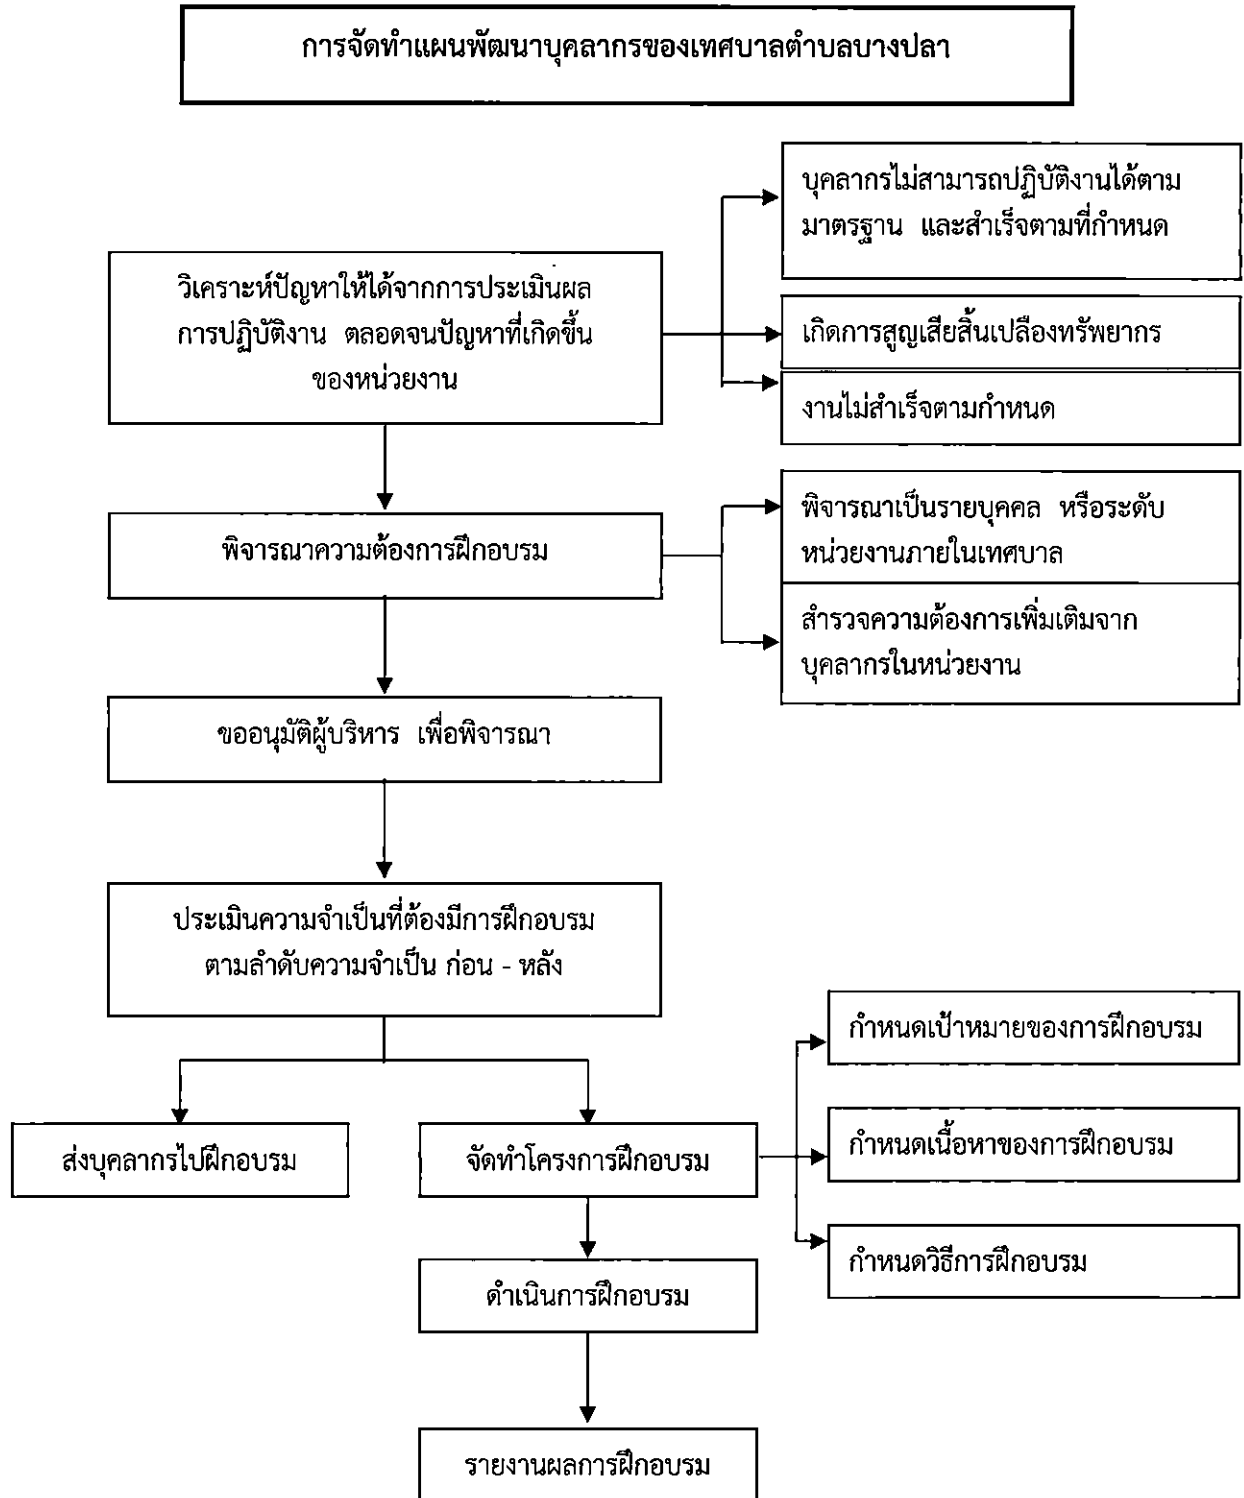 การจัดทำแผนพัฒนาบุคลากรของเทศบาลตำบลบางปลา
บุคลากรไม่สามารถปฏิบัติงานได้ตาม
มาตรฐาน และสำเร็จตามที่กำหนด
วิเคราะห์ปัญหาให้ได้จากการประเมินผล
การปฏิบัติงาน ตลอดจนปัญหาที่เกิดขึ้น
ของหน่วยงาน
เกิดการสูญเสียสิ้นเปลืองทรัพยากร
งานไม่สำเร็จตามกำหนด
พิจารณาความต้องการฝึกอบรม
พิจารณาเป็นรายบุคคล หรือระดับ
หน่วยงานภายในเทศบาล
สำรวจความต้องการเพิ่มเติมจาก
บุคลากรในหน่วยงาน
ขออนุมัติผู้บริหาร เพื่อพิจารณา
ประเมินความจำเป็นที่ต้องมีการฝึกอบรม
ตามลำดับความจำเป็น ก่อน - หลัง
ส่งบุคลากรไปฝึกอบรม
จัดทำโครงการฝึกอบรม
กำหนดเป้าหมายของการฝึกอบรม
กำหนดเนื้อหาของการฝึกอบรม
กำหนดวิธีการฝึกอบรม
ดำเนินการฝึกอบรม
รายงานผลการฝึกอบรม